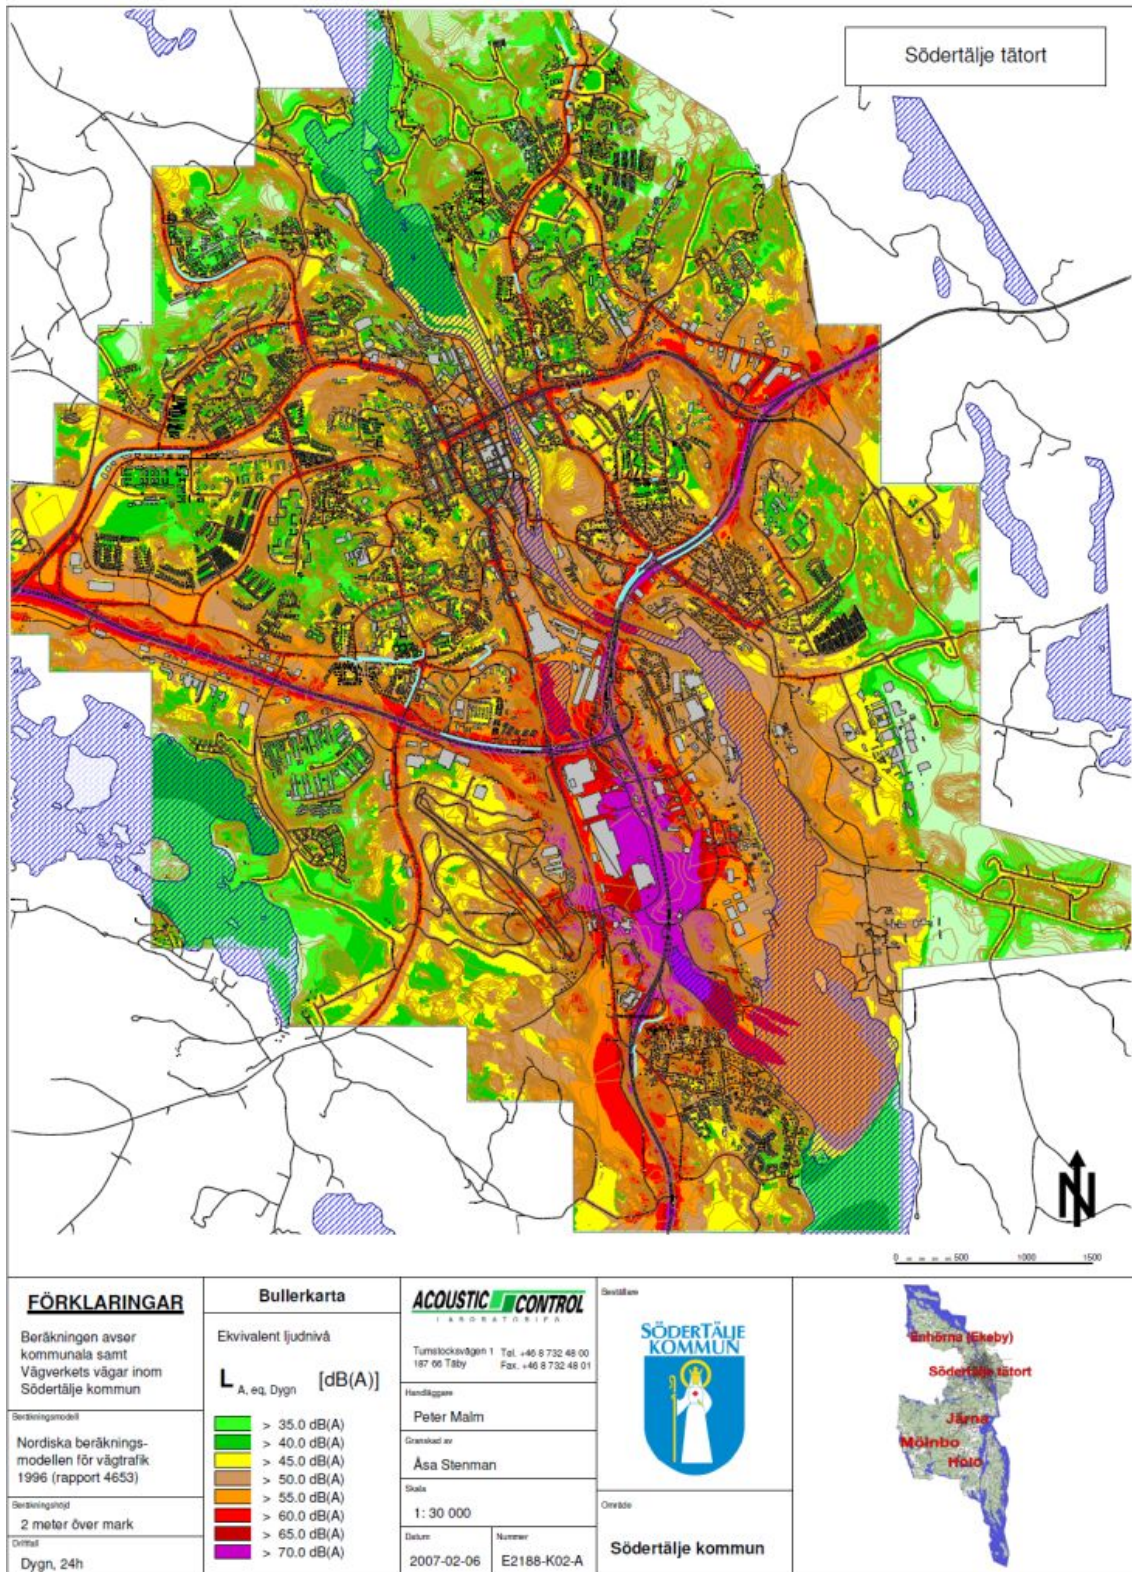 Södertälje tätort
N
0 500 1000 1500
FÖRKLARINGAR
Beräkningen avser
kommunala samt
Vägverkets vägar inom
Södertälje kommun
Beräkningsmodell
Nordiska beräknings-
modellen för vägtrafik
1996 (rapport 4653)
Beräkningshöjd
2 meter över mark
Driftfall
Dygn, 24h
Bullerkarta
Ekvivalent ljudnivå
L A, eq, Dygn [dB(A)]
> 35.0 dB(A)
> 40.0 dB(A)
> 45.0 dB(A)
> 50.0 dB(A)
> 55.0 dB(A)
> 60.0 dB(A)
> 65.0 dB(A)
> 70.0 dB(A)
ACOUSTIC CONTROL
LABORATORIES
Tumstocksvägen 1 Tel. +46 8 732 48 00
187 66 Täby Fax. +46 8 732 48 01
Handläggare
Peter Malm
Granskad av
Åsa Stenman
Skala
1: 30 000
Datum
2007-02-06
Nummer
E2188-K02-A
Beställare
SÖDERTÄLJE
KOMMUN
Område
Södertälje kommun
Enhörna (Ekeby)
Södertälje tätort
Järna
Mölnbo
Hölö